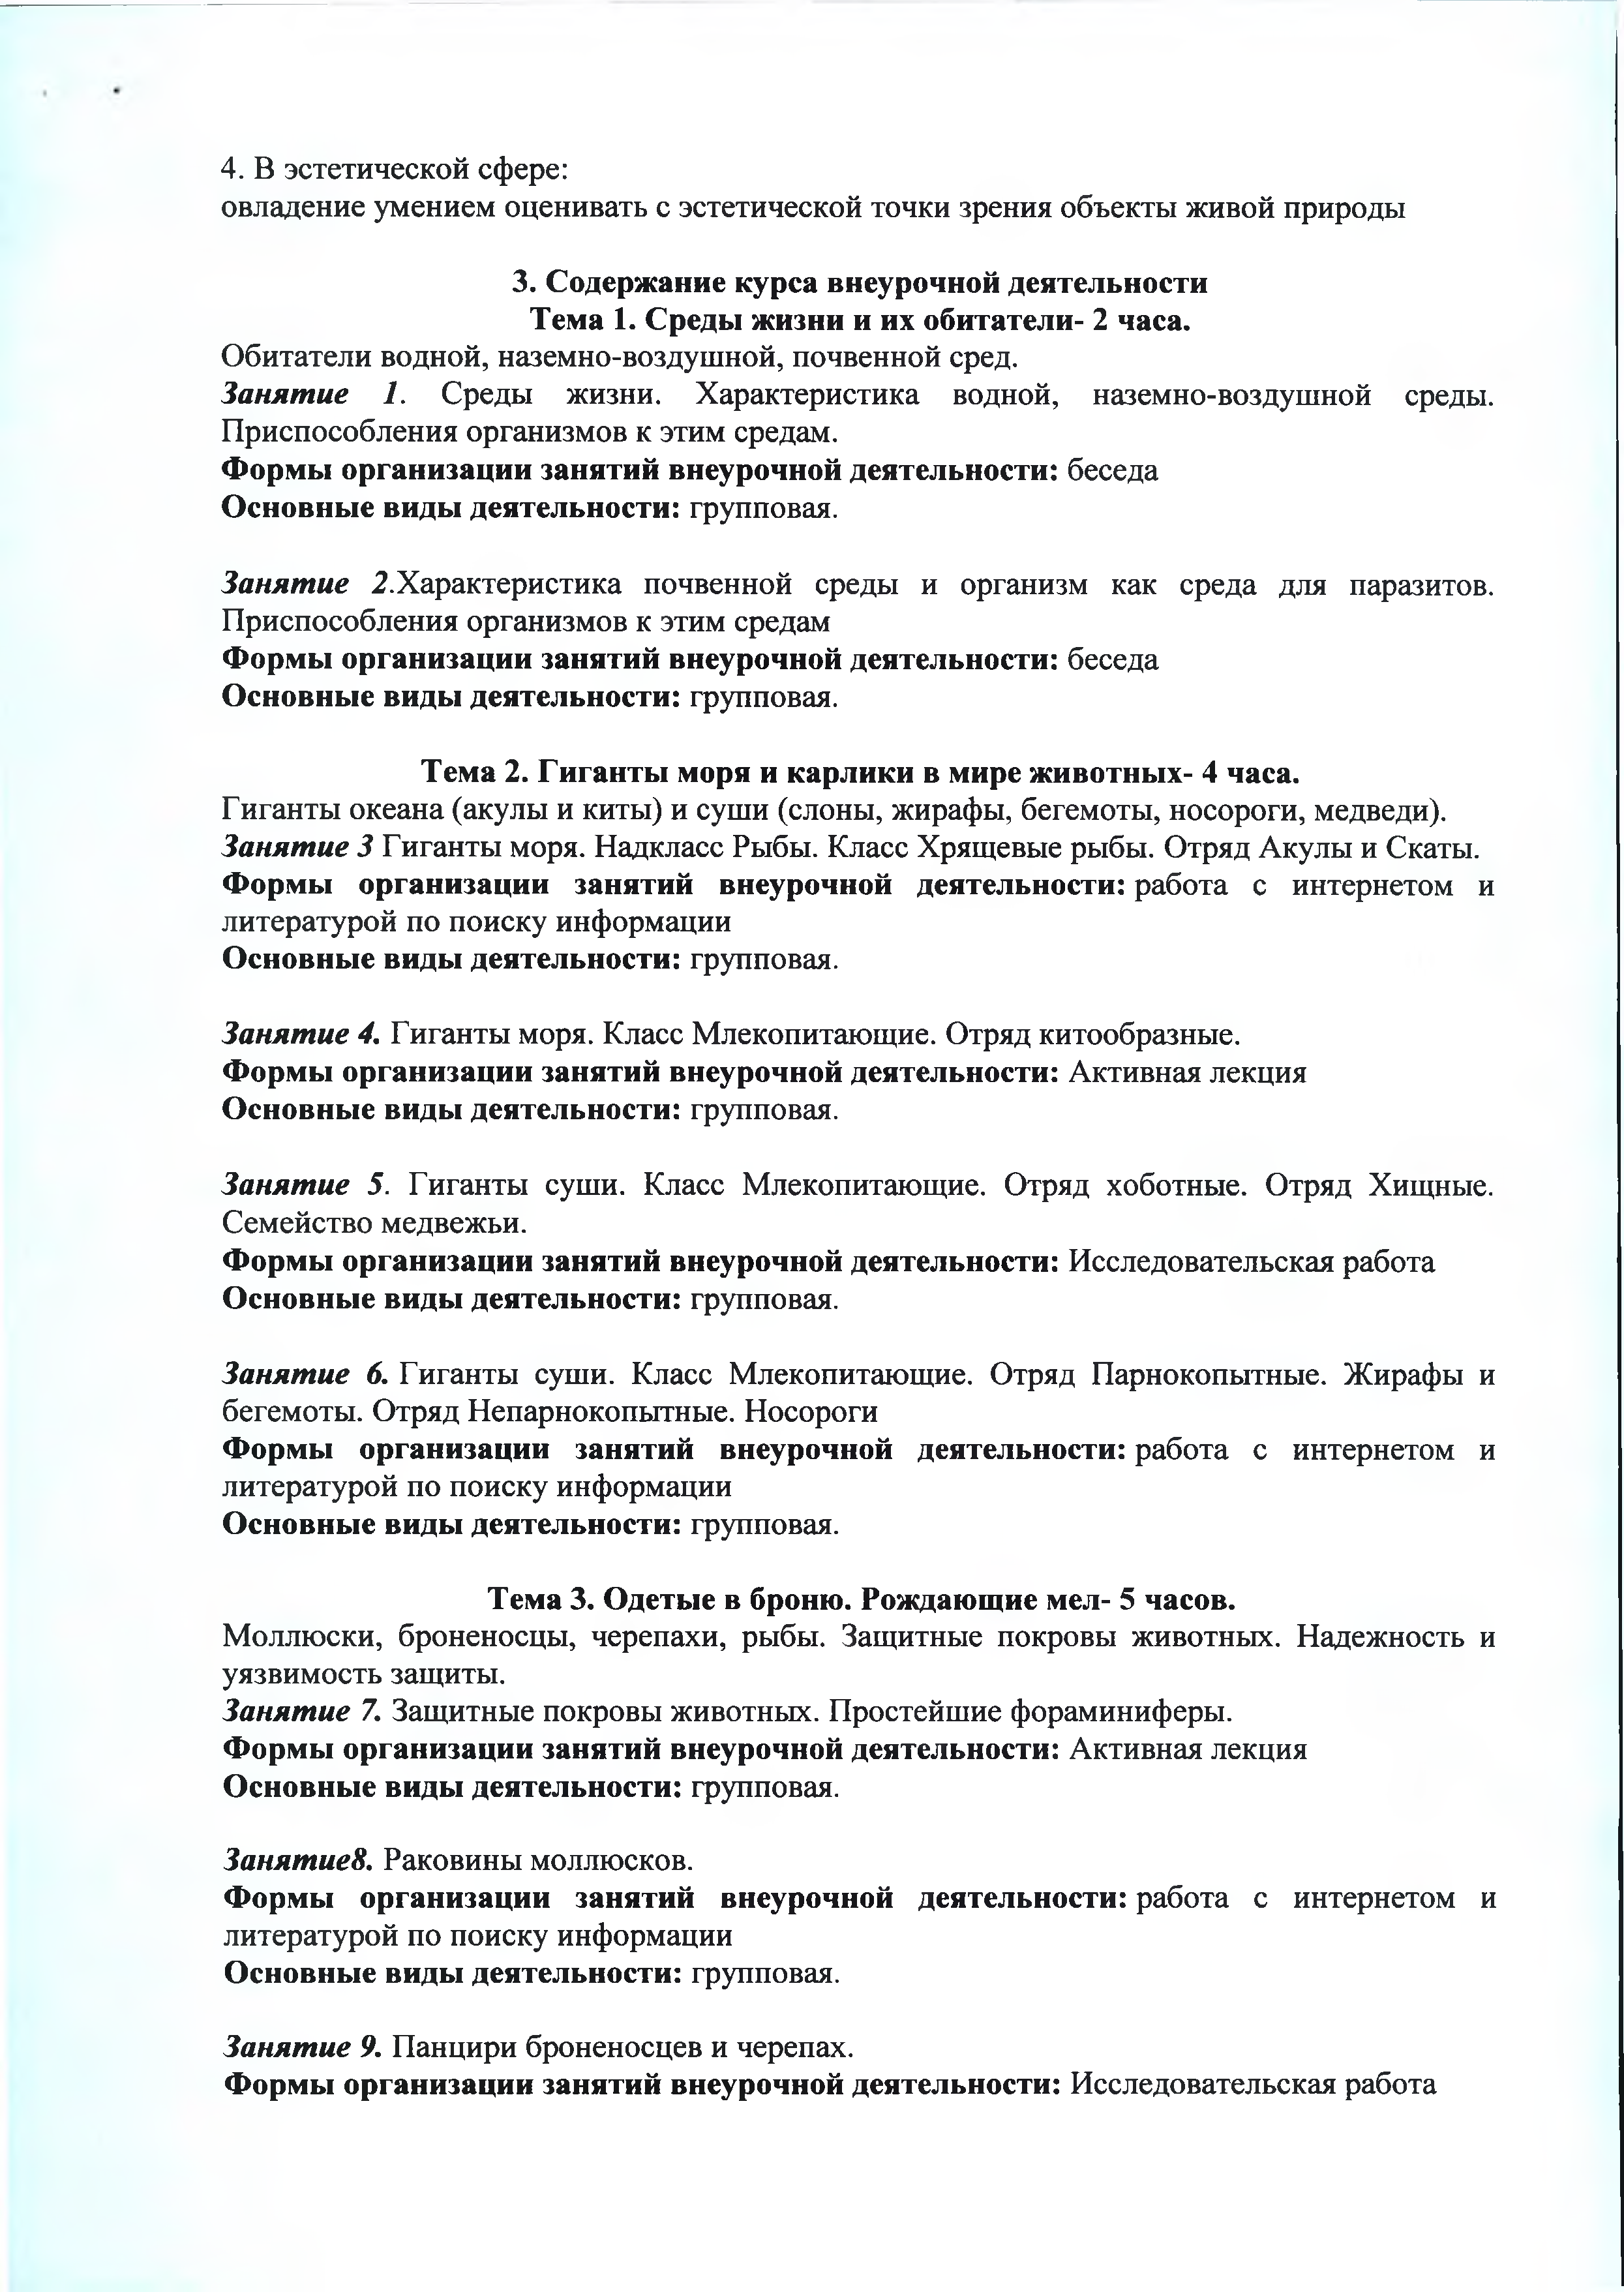 4. В эстетической сфере:
овладение умением оценивать с эстетической точки зрения объекты живой природы
3. Содержание курса внеурочной деятельности
Тема 1. Среды жизни и их обитатели- 2 часа.
Обитатели водной, наземно-воздушной, почвенной сред.
Занятие 1. Среды жизни. Характеристика водной, наземно-воздушной среды.
Приспособления организмов к этим средам.
Формы организации занятий внеурочной деятельности: беседа
Основные виды деятельности: групповая.
Занятие 2.Характеристика почвенной среды и организм как среда для паразитов.
Приспособления организмов к этим средам
Формы организации занятий внеурочной деятельности: беседа
Основные виды деятельности: групповая.
Тема 2. Гиганты моря и карлики в мире животных- 4 часа.
Гиганты океана (акулы и киты) и суши (слоны, жирафы, бегемоты, носороги, медведи).
Занятие 3 Гиганты моря. Надкласс Рыбы. Класс Хрящевые рыбы. Отряд Акулы и Скаты.
Формы организации занятий внеурочной деятельности: работа с интернетом и
литературой по поиску информации
Основные виды деятельности: групповая.
Занятие 4. Гиганты моря. Класс Млекопитающие. Отряд китообразные.
Формы организации занятий внеурочной деятельности: Активная лекция
Основные виды деятельности: групповая.
Занятие 5. Гиганты суши. Класс Млекопитающие. Отряд хоботные. Отряд Хищные.
Семейство медвежьи.
Формы организации занятий внеурочной деятельности: Исследовательская работа
Основные виды деятельности: групповая.
Занятие 6. Гиганты суши. Класс Млекопитающие. Отряд Парнокопытные. Жирафы и
бегемоты. Отряд Непарнокопытные. Носороги
Формы организации занятий внеурочной деятельности: работа с интернетом и
литературой по поиску информации
Основные виды деятельности: групповая.
Тема 3. Одетые в броню. Рождающие мел- 5 часов.
Моллюски, броненосцы, черепахи, рыбы. Защитные покровы животных. Надежность и
уязвимость защиты.
Занятие 7. Защитные покровы животных. Простейшие фораминиферы.
Формы организации занятий внеурочной деятельности: Активная лекция
Основные виды деятельности: групповая.
Занятие8. Раковины моллюсков.
Формы организации занятий внеурочной деятельности: работа с интернетом и
литературой по поиску информации
Основные виды деятельности: групповая.
Занятие 9. Панцири броненосцев и черепах.
Формы организации занятий внеурочной деятельности: Исследовательская работа